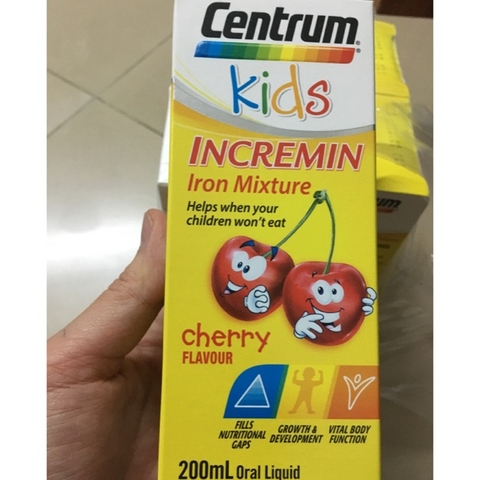 Centrum
kids
INCREMIN
Iron Mixture
Helps when your
children won't eat
cherry
FLAVOUR
FILLS
NUTRITIONAL
GAPS
GROWTH &
DEVELOPMENT
VITAL BODY
FUNCTION
200mL Oral Liquid
um